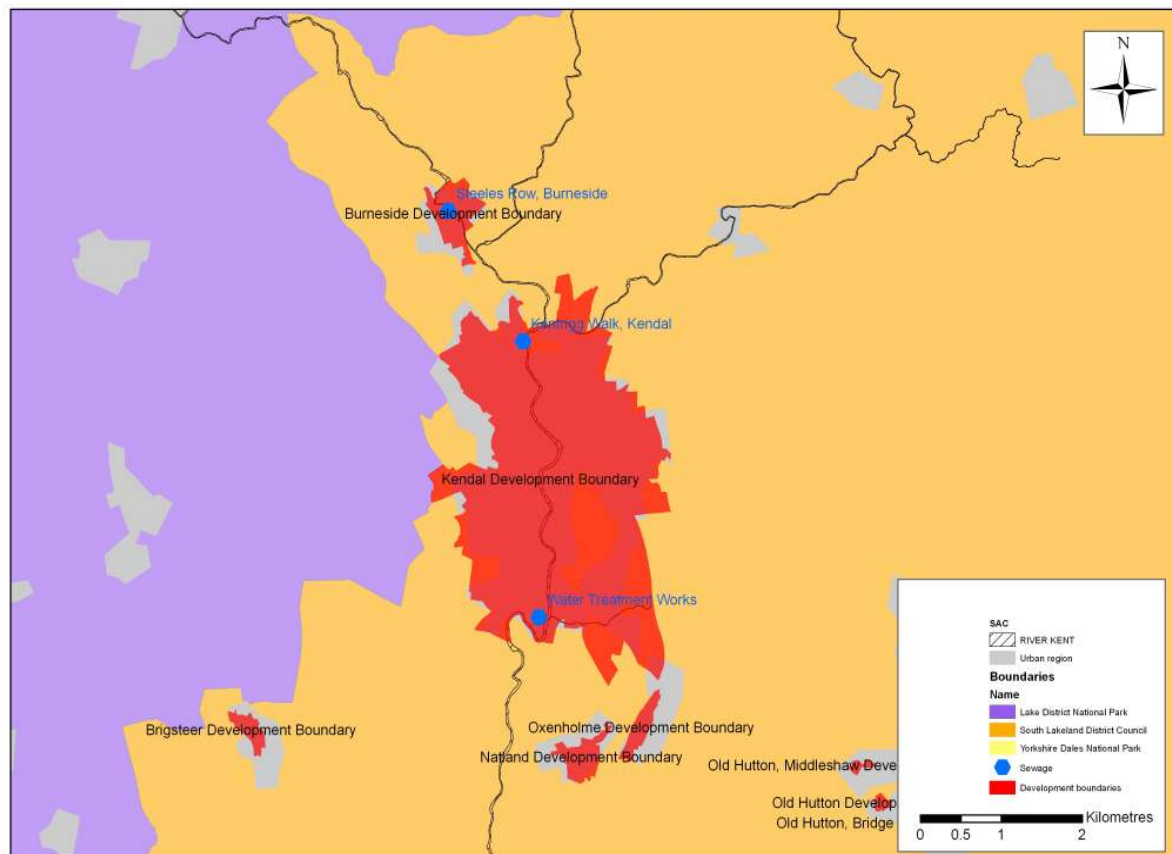 N
Steeles Row, Burneside
Burneside Development Boundary
Kentrigg Walk, Kendal
Kendal Development Boundary
Water Treatment Works
Brigsteer Development Boundary
Oxenholme Development Boundary
Natland Development Boundary
Old Hutton, Middleshaw Deve
Old Hutton Develop
Old Hutton, Bridge
SAC
RIVER KENT
Urban region
Boundaries
Name
Lake District National Park
South Lakeland District Council
Yorkshire Dales National Park
Sewage
Development boundaries
Kilometres
0 0.5 1 2